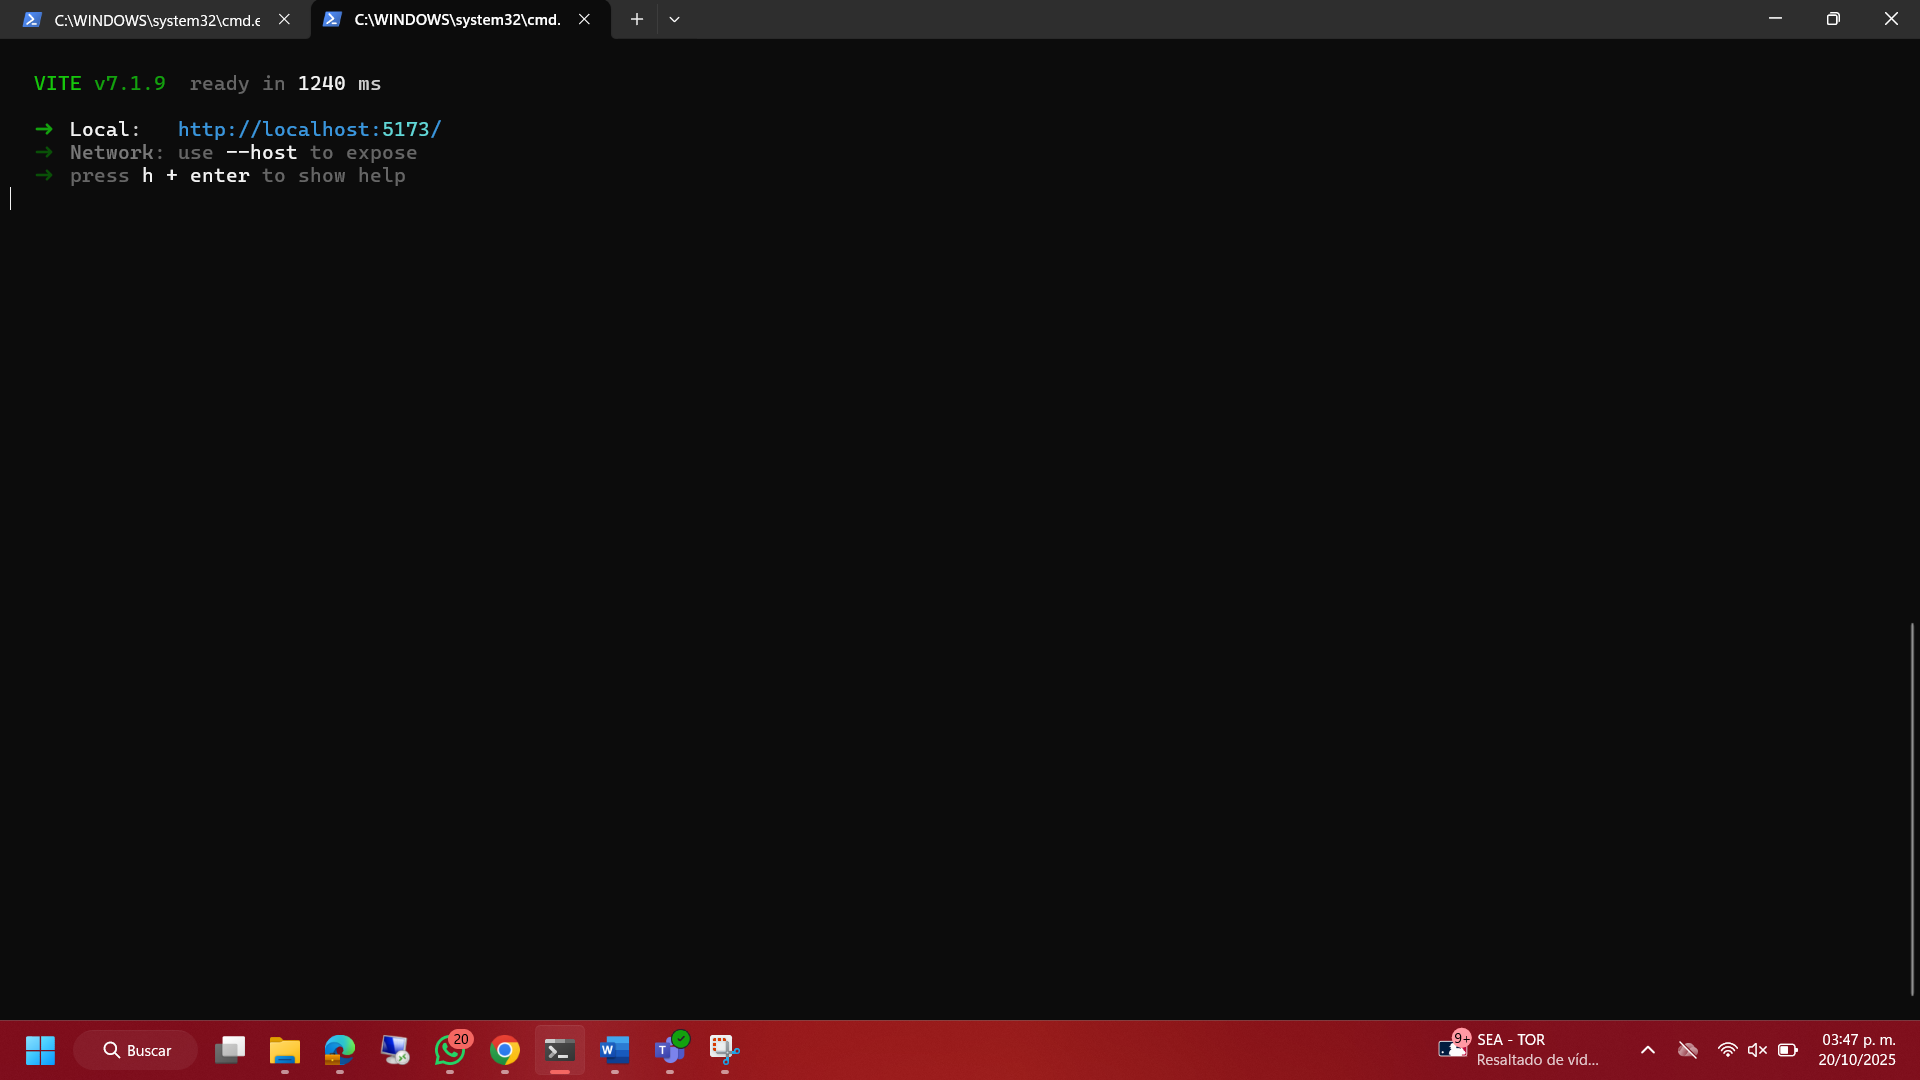 C:\WINDOWS\system32\cmd.e
C:\WINDOWS\system32\cmd.
VITE v7.1.9  ready in 1240 ms
➜  Local:   http://localhost:5173/
➜  Network: use --host to expose
➜  press h + enter to show help
Buscar
20
W
T
9+
SEA - TOR
Resaltado de víd...
03:47 p. m.
20/10/2025